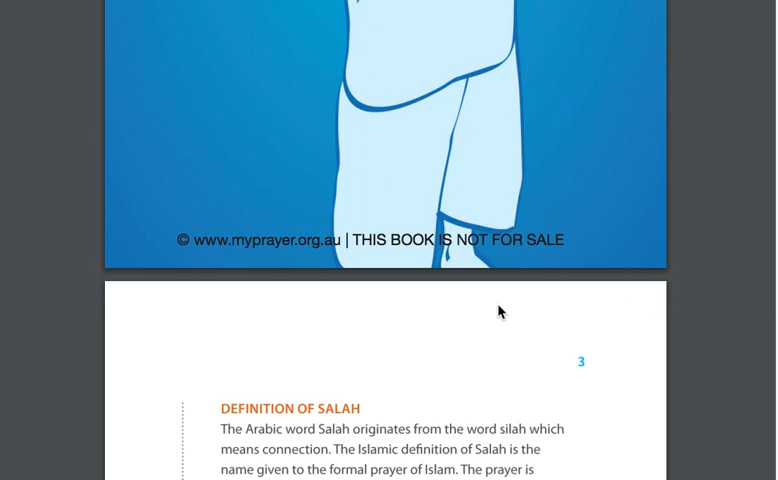 © www.myprayer.org.au | THIS BOOK IS NOT FOR SALE
3
DEFINITION OF SALAH
The Arabic word Salah originates from the word silah which
means connection. The Islamic definition of Salah is the
name given to the formal prayer of Islam. The prayer is